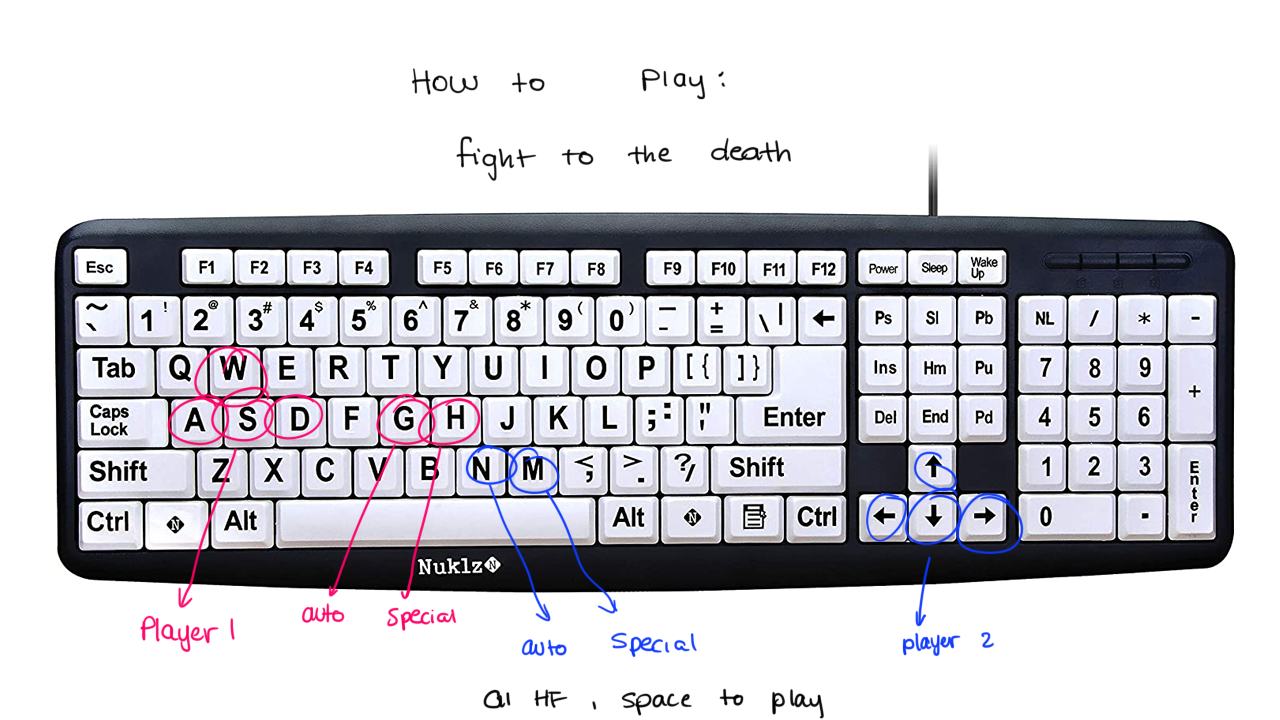 How to Play:
fight to the death
Esc F1 F2 F3 F4 F5 F6 F7 F8 F9 F10 F11 F12 Power Sleep Wake Up
~ ` 1 ! 2 @ 3 # 4 $ 5 % 6 ^ 7 & 8 * 9 ( 0 ) _ - + = \ | ← Ps Sl Pb NL / * -
Tab Q W E R T Y U I O P [ { ] } Ins Hm Pu 7 8 9 +
Caps Lock A S D F G H J K L ; : " ' Enter Del End Pd 4 5 6
Shift Z X C V B N M < ; > . ? / Shift ↑ 1 2 3 Enter
Ctrl N Alt Alt N Ctrl ← ↓ → 0 -
Nuklz N
Player 1
auto
Special
auto
Special
player 2
GL HF , space to play